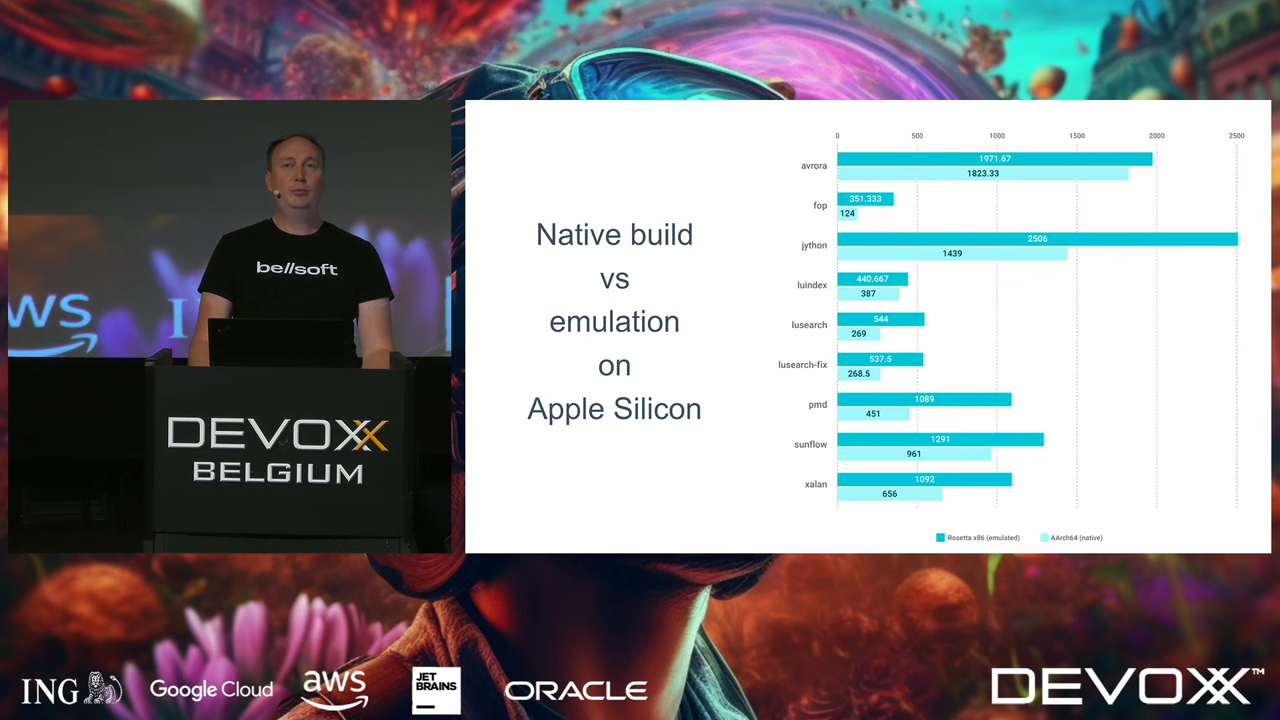 bellsoft
ws
DEVOXX
BELGIUM
Native build
vs
emulation
on
Apple Silicon
0 500 1000 1500 2000 2500
avrora 1971.67
1823.33
fop 351.333
124
jython 2506
1439
luindex 440.667
387
lusearch 544
269
lusearch-fix 537.5
268.5
pmd 1089
451
sunflow 1291
961
xalan 1092
656
Rosetta x86 (emulated) AArch64 (native)
ING Google Cloud aws JET BRAINS ORACLE DEVOXX™